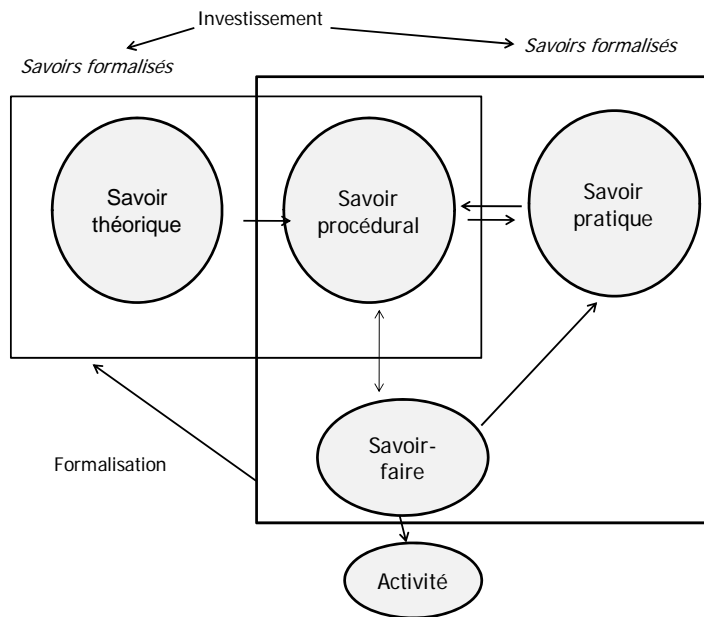 Investissement
Savoirs formalisés
Savoirs formalisés
Savoir
théorique
Savoir
procédural
Savoir
pratique
Savoir-
faire
Formalisation
Activité